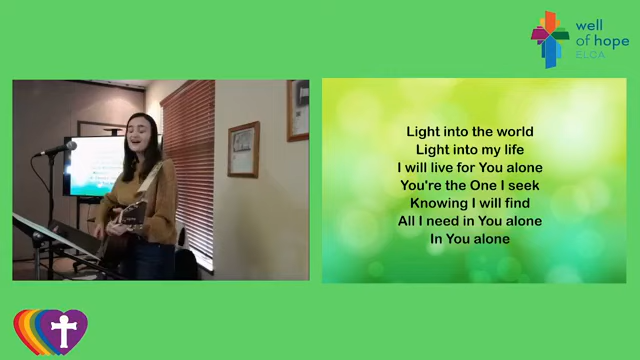 well
of hope
ELCA
Light into the world
Light into my life
I will live for You alone
You're the One I seek
Knowing I will find
All I need in You alone
In You alone